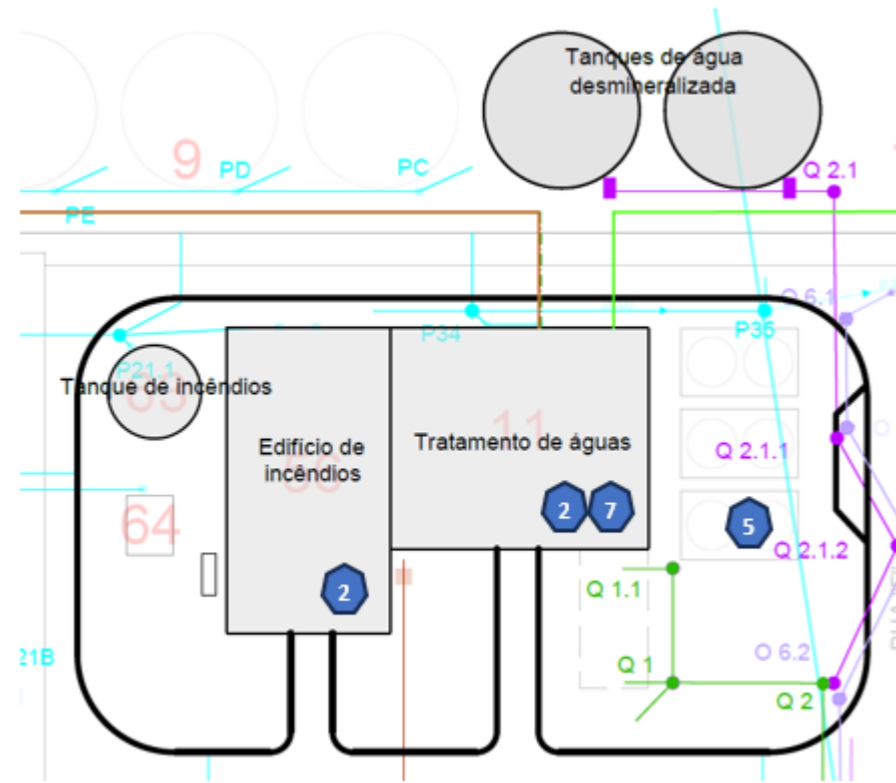 Tanques de água
desmineralizada
9
PD
PC
Q 2.1
PE
O 6.1
P34
P35
P21.1
Tanque de incêndios
63
11
Edifício de
incêndios
56
Tratamento de águas
Q 2.1.1
O
64
2
7
5
Q 2.1.2
2
Q 1.1
21B
Q 1
O 6.2
Q 2